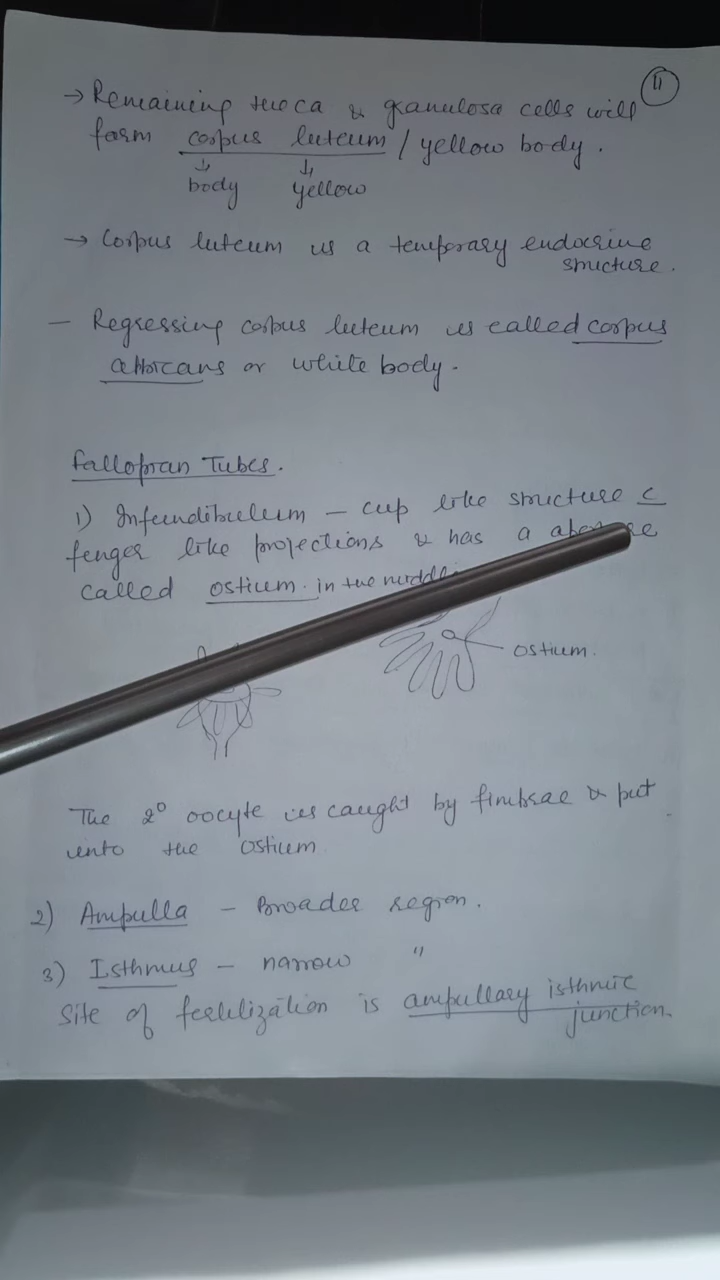 11
→ Remaining theca & granulosa cells will
form corpus luteum / yellow body.
↓ ↓
body yellow
→ Corpus luteum is a temporary endocrine
structure.
— Regressing corpus luteum is called corpus
albicans or white body.
Fallopian Tubes.
1) Infundibulum – cup like structure c
finger like projections & has a
called ostium in the middle
ostium.
The 2° oocyte is caught by fimbrae & put
into the ostium
2) Ampulla – Broader region.
3) Isthmus – narrow "
Site of fertilization is ampullary isthmic
junction.